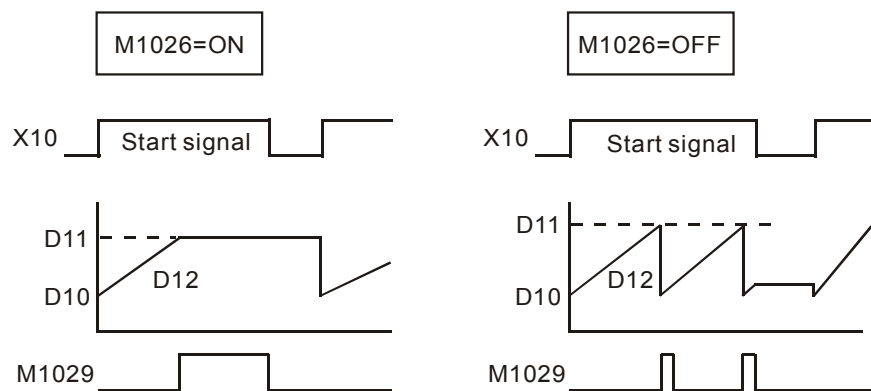 M1026=ON
X10
Start signal
D11
D12
D10
M1029
M1026=OFF
X10
Start signal
D11
D12
D10
M1029